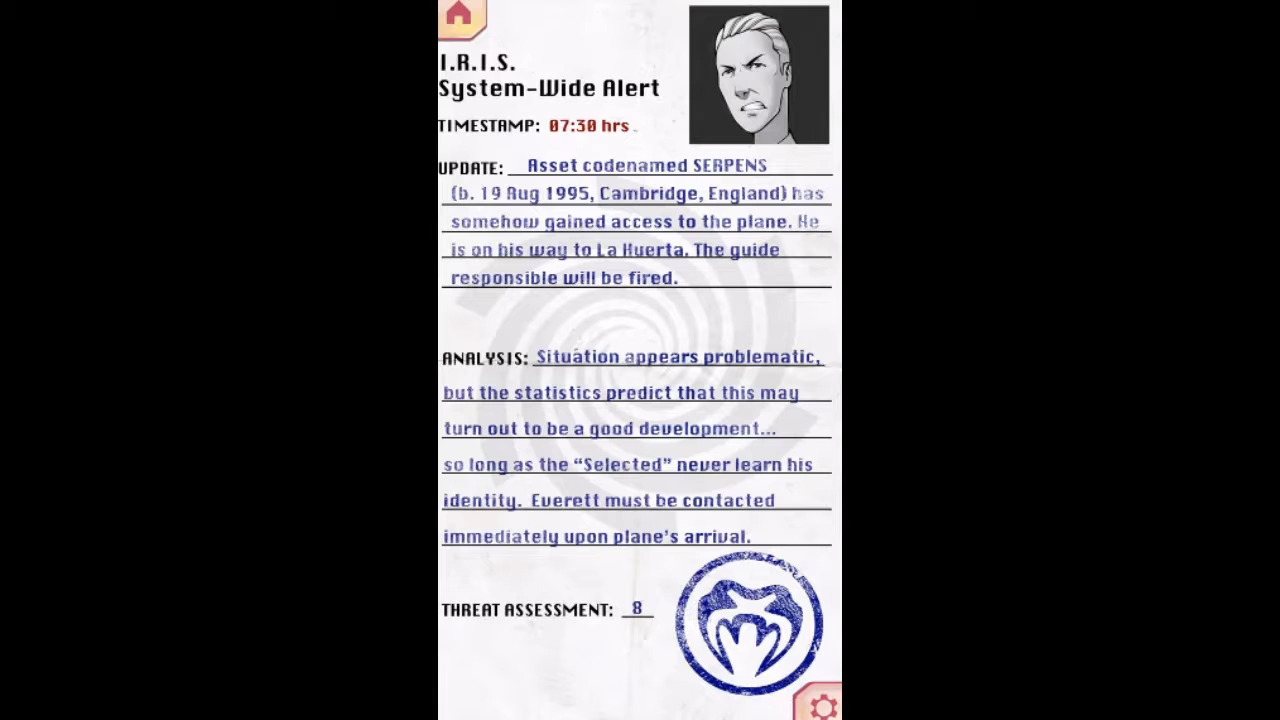 I.R.I.S.
System-Wide Alert
TIMESTAMP: 07:30 hrs
UPDATE: Asset codenamed SERPENS
(b. 19 Aug 1995, Cambridge, England) has
somehow gained access to the plane. He
is on his way to La Huerta. The guide
responsible will be fired.
ANALYSIS: Situation appears problematic,
but the statistics predict that this may
turn out to be a good development...
so long as the “Selected” never learn his
identity. Everett must be contacted
immediately upon plane's arrival.
THREAT ASSESSMENT: 8